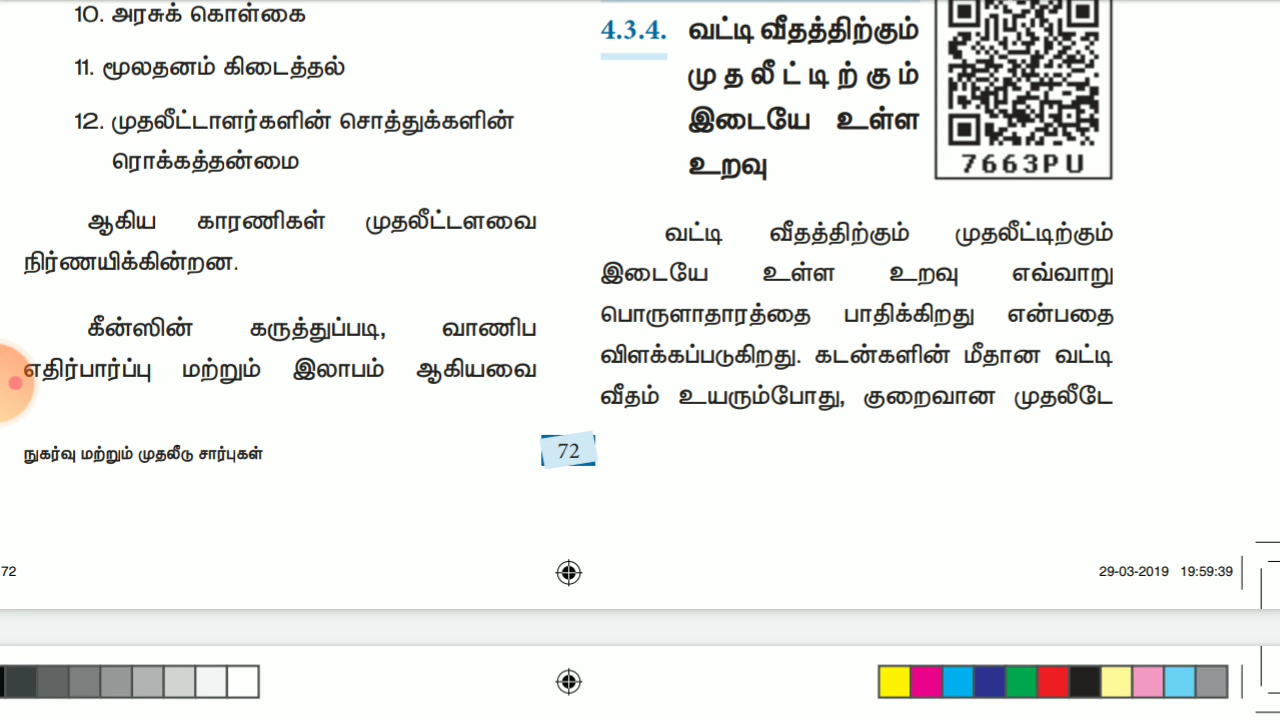 10. அரசுக் கொள்கை
11. மூலதனம் கிடைத்தல்
12. முதலீட்டாளர்களின் சொத்துக்களின்
ரொக்கத்தன்மை
ஆகிய காரணிகள் முதலீட்டளவை
நிர்ணயிக்கின்றன.
கீன்ஸின் கருத்துப்படி, வாணிப
எதிர்பார்ப்பு மற்றும் இலாபம் ஆகியவை
4.3.4. வட்டி வீதத்திற்கும்
முதலீட்டிற்கும்
இடையே உள்ள
உறவு
7663PU
வட்டி வீதத்திற்கும் முதலீட்டிற்கும்
இடையே உள்ள உறவு எவ்வாறு
பொருளாதாரத்தை பாதிக்கிறது என்பதை
விளக்கப்படுகிறது. கடன்களின் மீதான வட்டி
வீதம் உயரும்போது, குறைவான முதலீடே
நுகர்வு மற்றும் முதலீடு சார்புகள்
72
72
29-03-2019 19:59:39